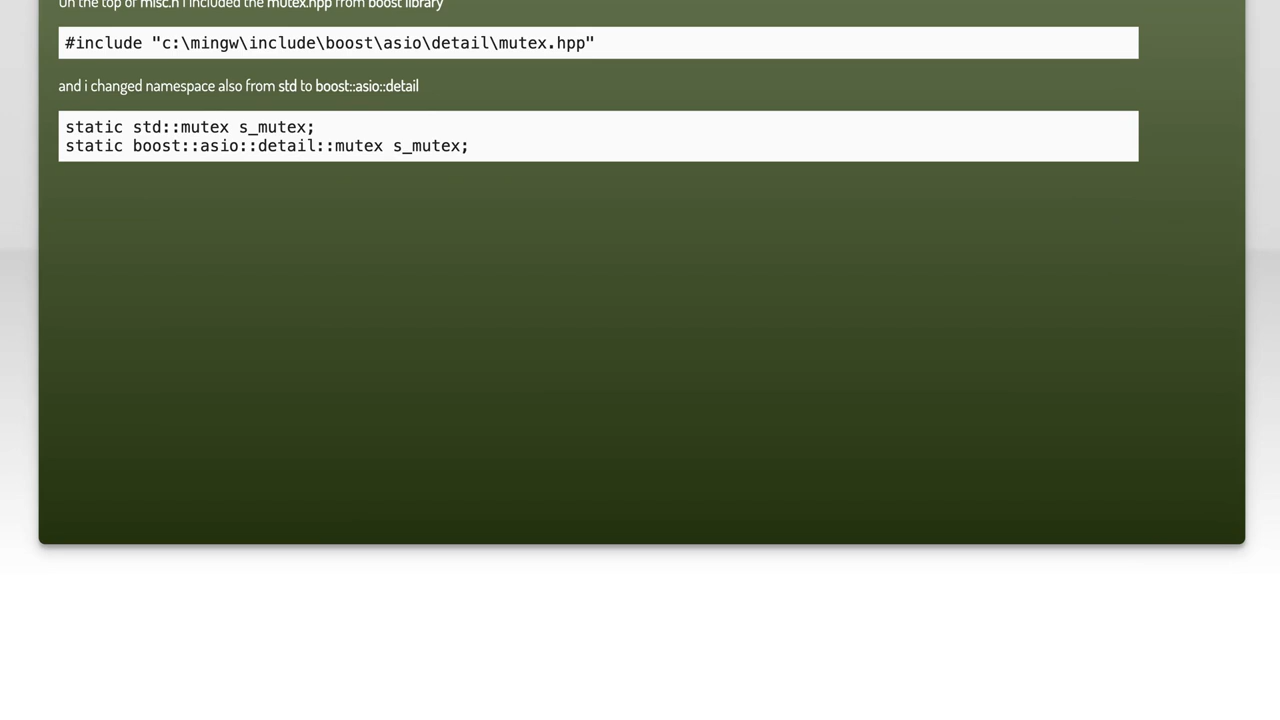 On the top of misc.h i included the mutex.hpp from boost library
#include "c:\mingw\include\boost\asio\detail\mutex.hpp"
and i changed namespace also from std to boost::asio::detail
static std::mutex s_mutex;
static boost::asio::detail::mutex s_mutex;